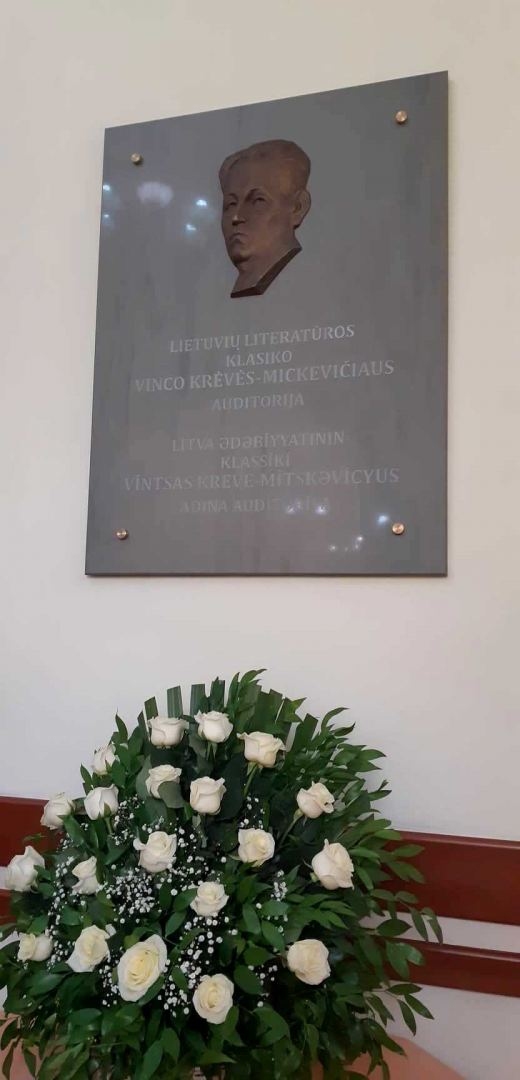 LIETUVIŲ LITERATŪROS
KLASIKO
VINCO KRĖVĖS-MICKEVIČIAUS
AUDITORIJA
LITVA ƏDƏBİYYATININ
KLASSİKİ
VİNTSAS KREVE-MİTSKƏVİCYUS
ADINA